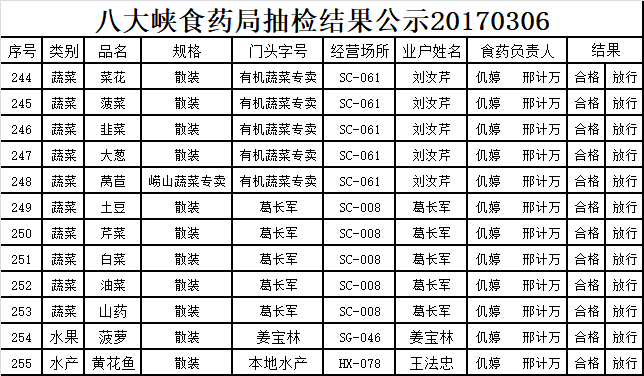 八大峡食药局抽检结果公示20170306
序号 类别 品名 规格 门头字号 经营场所 业户姓名 食药负责人 结果
244 蔬菜 菜花 散装 有机蔬菜专卖 SC-061 刘汝芹 仉婷 邢计万 合格 放行
245 蔬菜 菠菜 散装 有机蔬菜专卖 SC-061 刘汝芹 仉婷 邢计万 合格 放行
246 蔬菜 韭菜 散装 有机蔬菜专卖 SC-061 刘汝芹 仉婷 邢计万 合格 放行
247 蔬菜 大葱 散装 有机蔬菜专卖 SC-061 刘汝芹 仉婷 邢计万 合格 放行
248 蔬菜 莴苣 崂山蔬菜专卖 有机蔬菜专卖 SC-061 刘汝芹 仉婷 邢计万 合格 放行
249 蔬菜 土豆 散装 葛长军 SC-008 葛长军 仉婷 邢计万 合格 放行
250 蔬菜 芹菜 散装 葛长军 SC-008 葛长军 仉婷 邢计万 合格 放行
251 蔬菜 白菜 散装 葛长军 SC-008 葛长军 仉婷 邢计万 合格 放行
252 蔬菜 油菜 散装 葛长军 SC-008 葛长军 仉婷 邢计万 合格 放行
253 蔬菜 山药 散装 葛长军 SC-008 葛长军 仉婷 邢计万 合格 放行
254 水果 菠萝 散装 姜宝林 SG-046 姜宝林 仉婷 邢计万 合格 放行
255 水产 黄花鱼 散装 本地水产 HX-078 王法忠 仉婷 邢计万 合格 放行